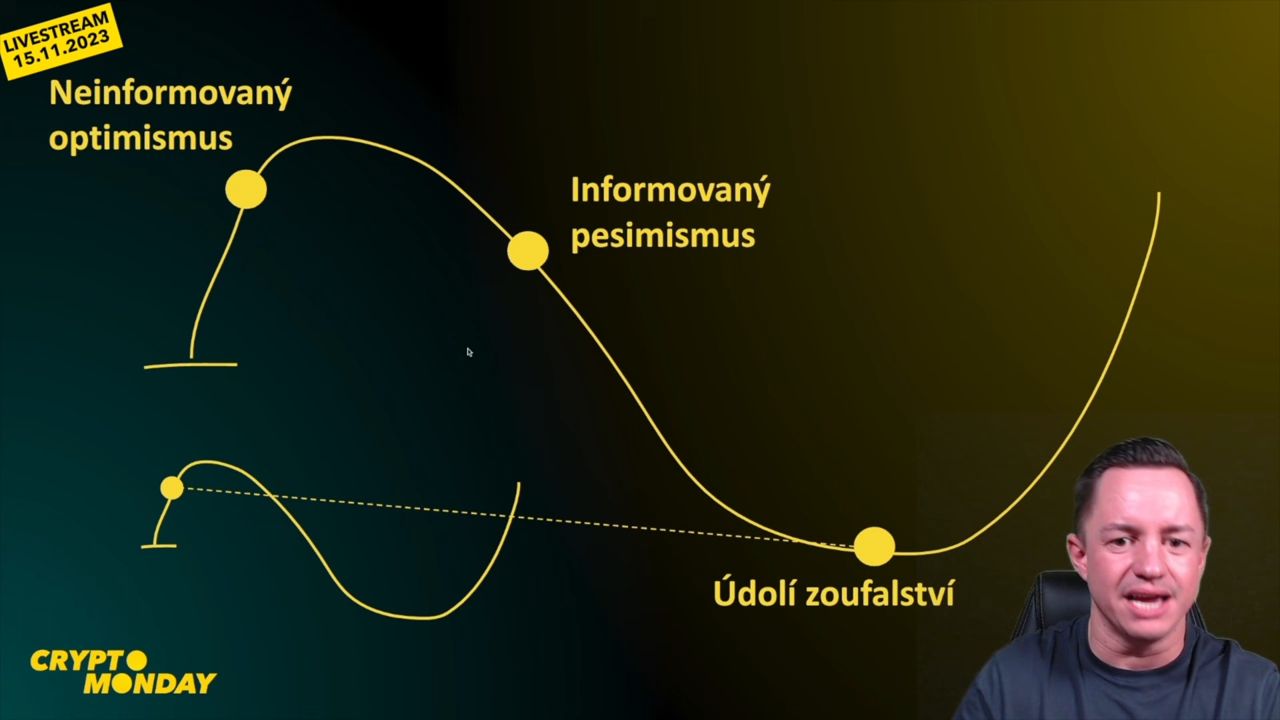 LIVESTREAM
15.11.2023
Neinformovaný
optimismus
Informovaný
pesimismus
Údolí zoufalství
CRYPTO
MONDAY